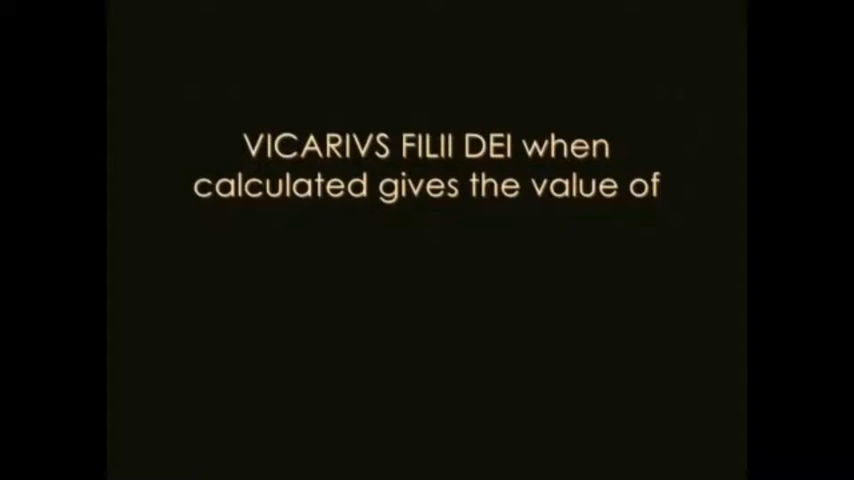 VICARIVS FILII DEI when
calculated gives the value of